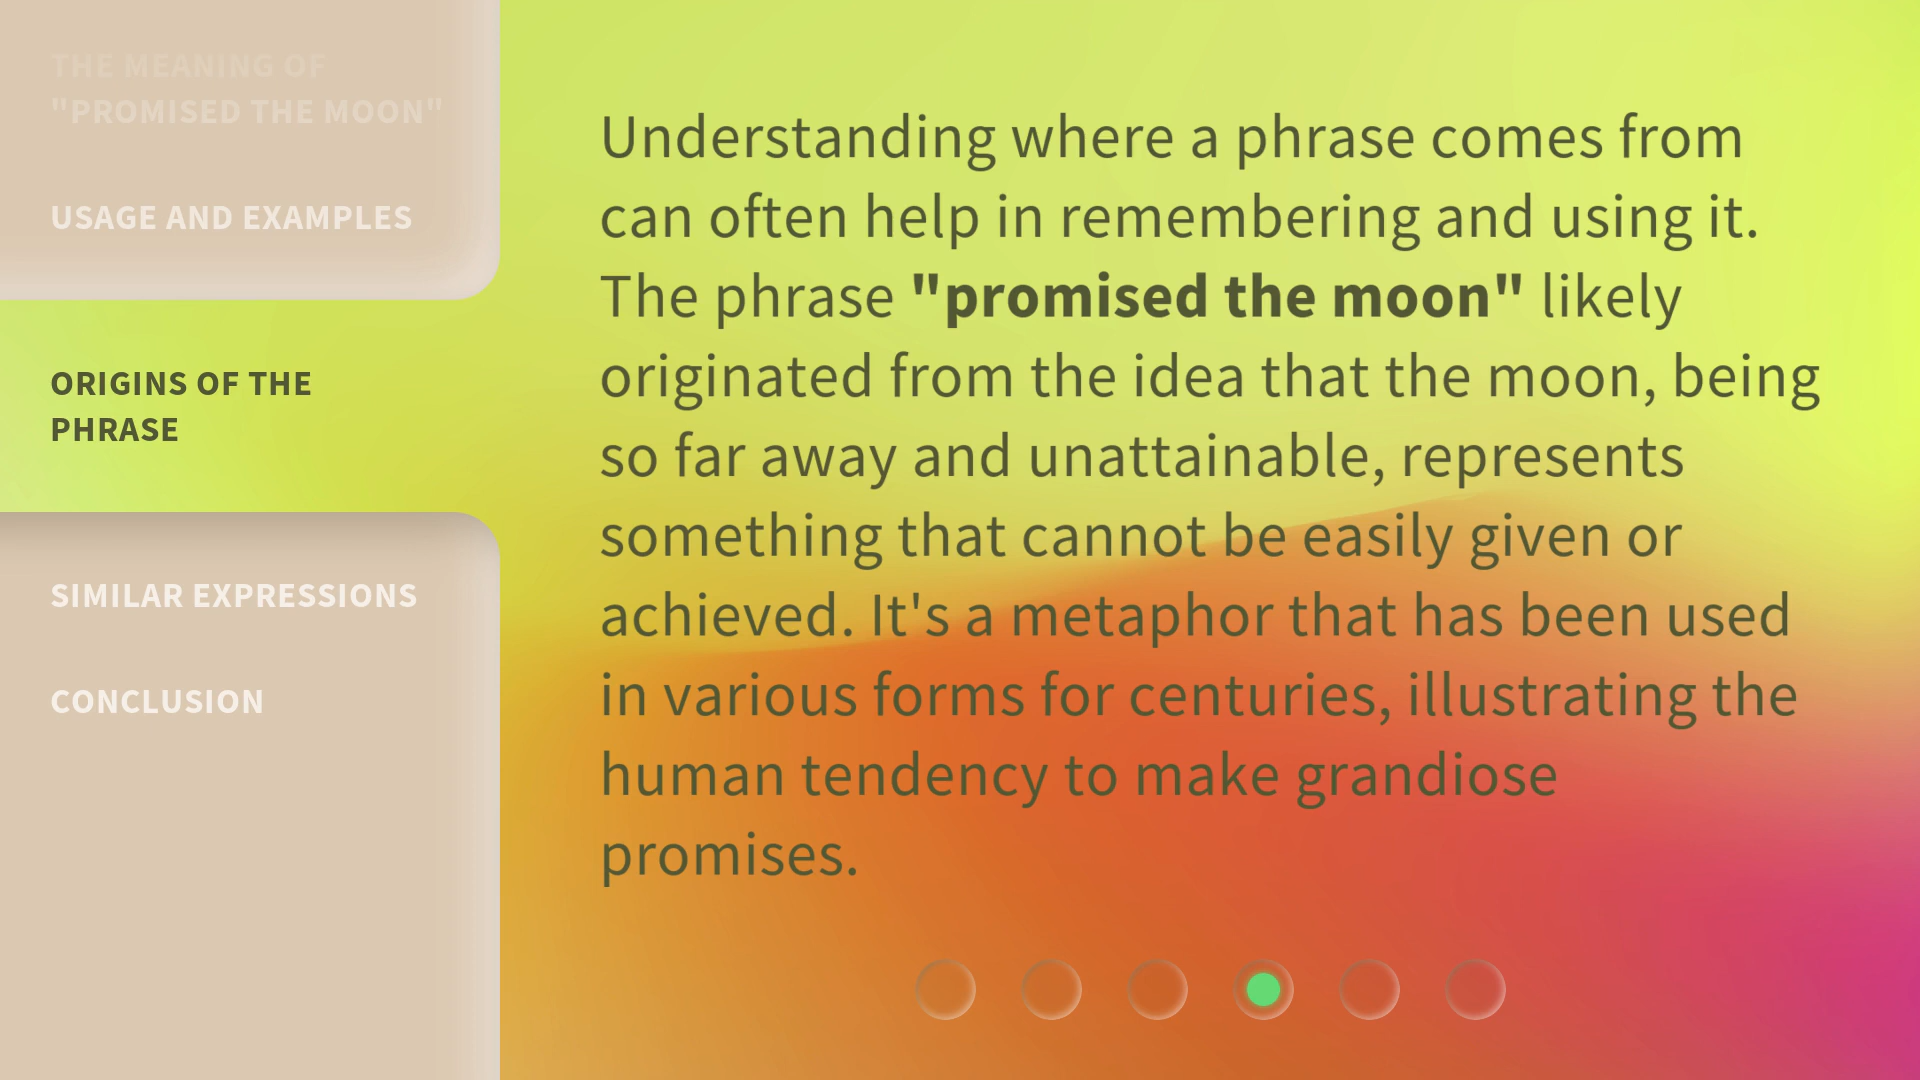 THE MEANING OF
"PROMISED THE MOON"
USAGE AND EXAMPLES
ORIGINS OF THE
PHRASE
SIMILAR EXPRESSIONS
CONCLUSION
Understanding where a phrase comes from
can often help in remembering and using it.
The phrase "promised the moon" likely
originated from the idea that the moon, being
so far away and unattainable, represents
something that cannot be easily given or
achieved. It's a metaphor that has been used
in various forms for centuries, illustrating the
human tendency to make grandiose
promises.